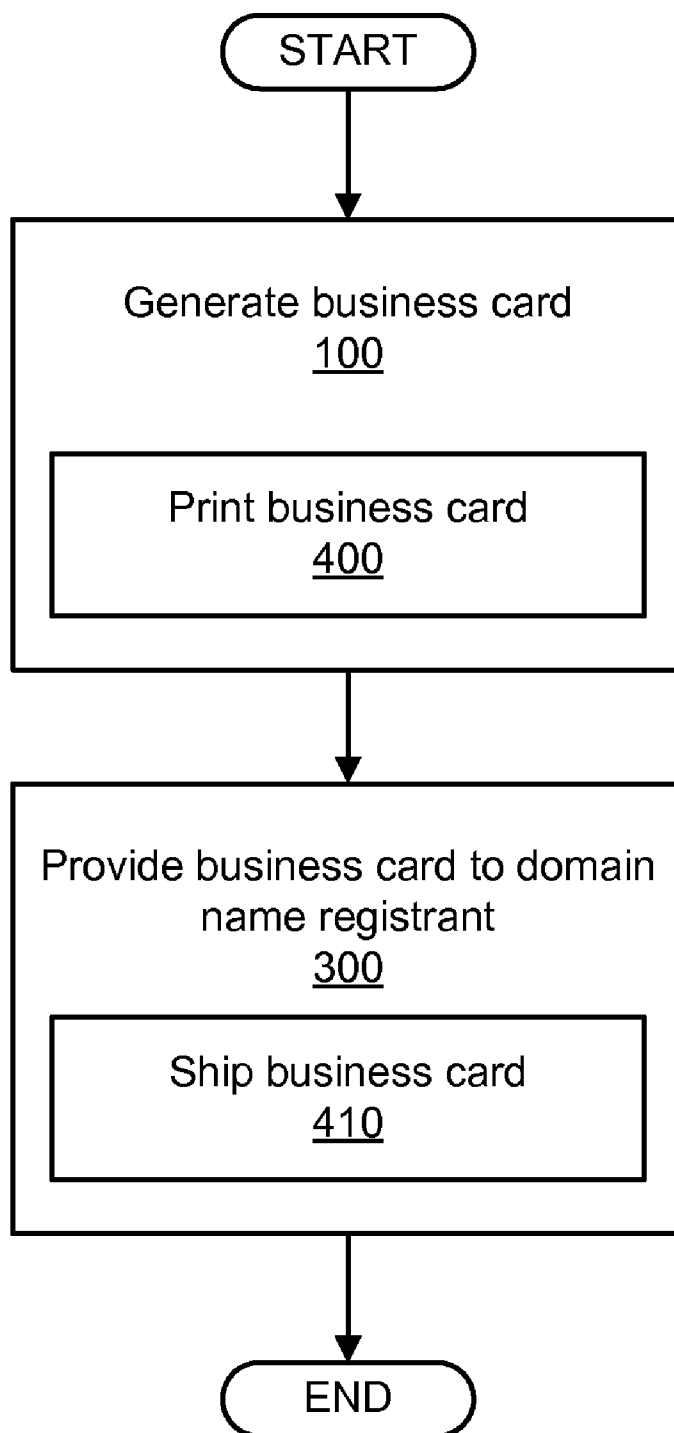 START
Generate business card
100
Print business card
400
Provide business card to domain
name registrant
300
Ship business card
410
END